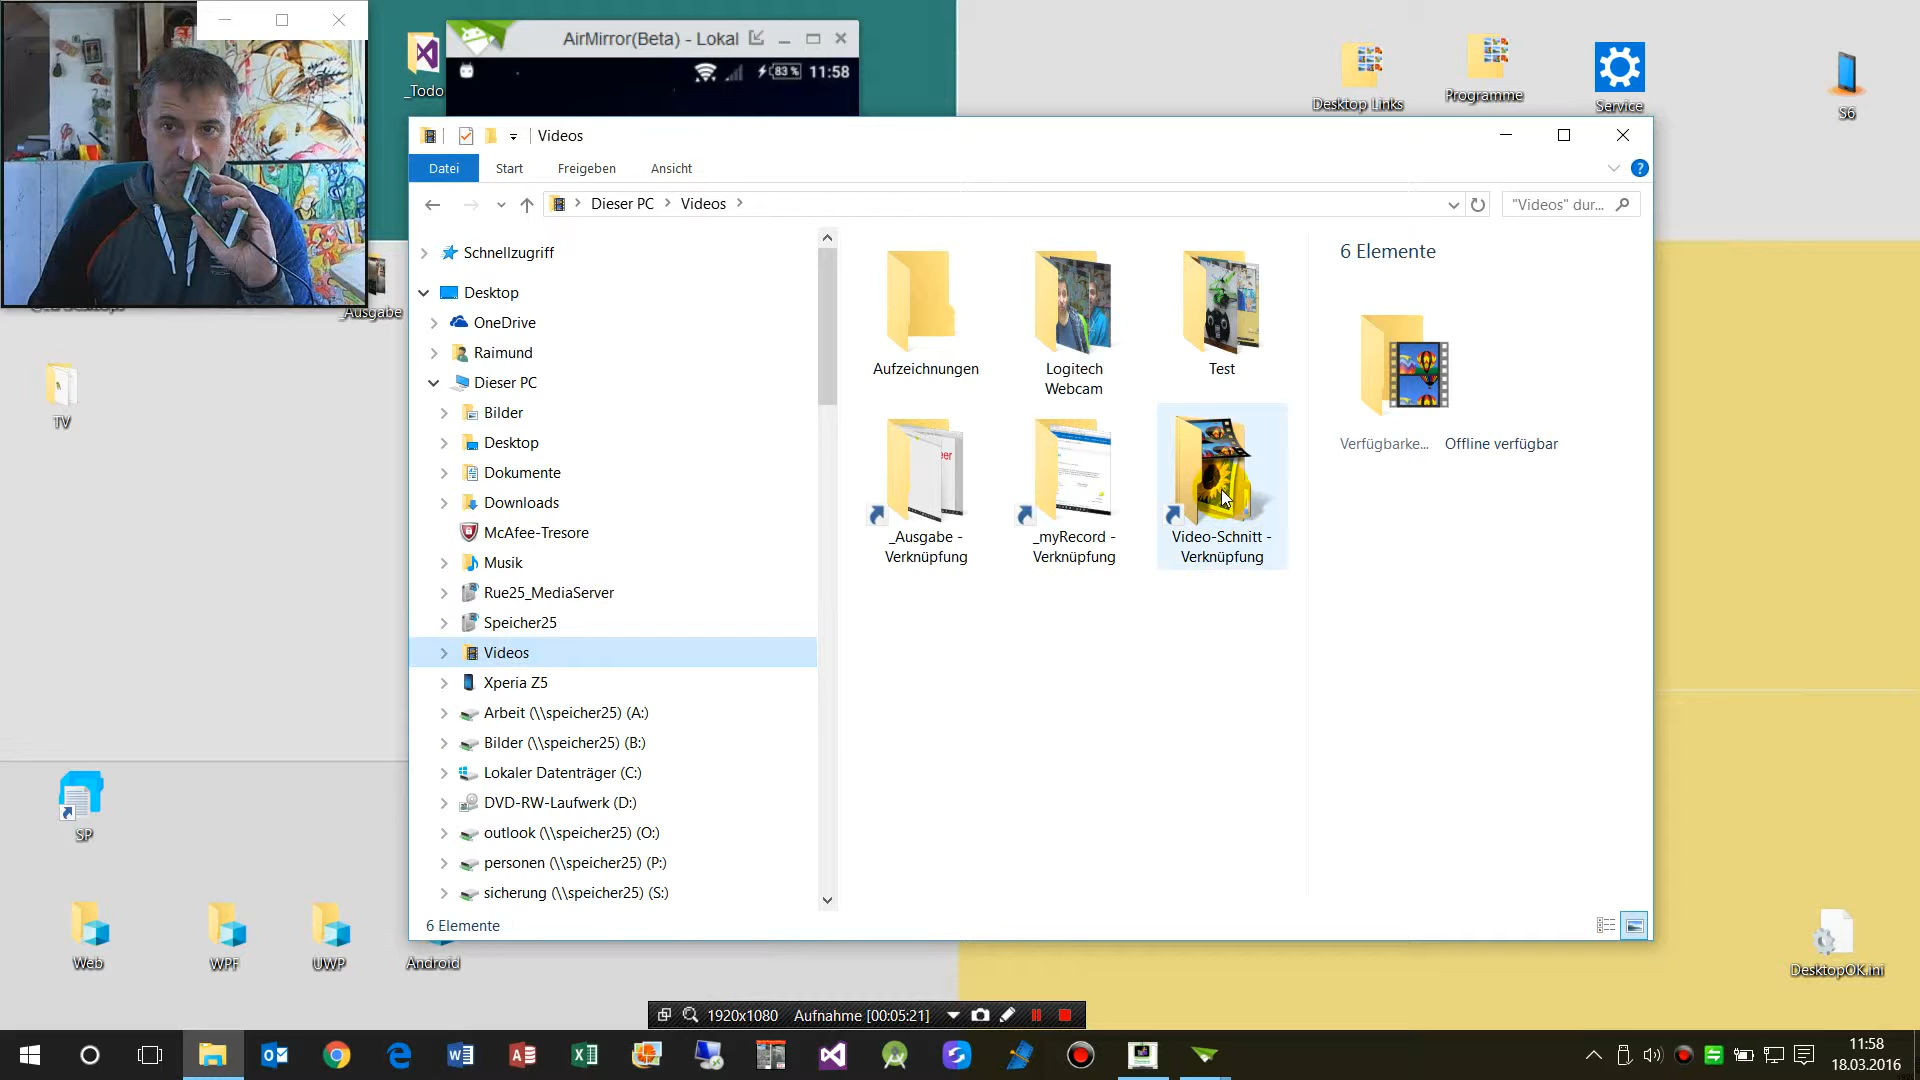 AirMirror(Beta) - Lokal
83 % 11:58
_Todo
Desktop Links
Programme
Service
S6
Videos
Datei Start Freigeben Ansicht
Dieser PC Videos
"Videos" dur...
Schnellzugriff
Desktop
OneDrive
Raimund
Dieser PC
Bilder
Desktop
Dokumente
Downloads
McAfee-Tresore
Musik
Rue25_MediaServer
Speicher25
Videos
Xperia Z5
Arbeit (\\speicher25) (A:)
Bilder (\\speicher25) (B:)
Lokaler Datenträger (C:)
DVD-RW-Laufwerk (D:)
outlook (\\speicher25) (O:)
personen (\\speicher25) (P:)
sicherung (\\speicher25) (S:)
Aufzeichnungen
Logitech
Webcam
Test
_Ausgabe -
Verknüpfung
_myRecord -
Verknüpfung
Video-Schnitt -
Verknüpfung
6 Elemente
Verfügbarke... Offline verfügbar
6 Elemente
_Ausgabe
TV
SP
Web
WPF
UWP
Android
DesktopOK.ini
1920x1080 Aufnahme [00:05:21]
11:58
18.03.2016